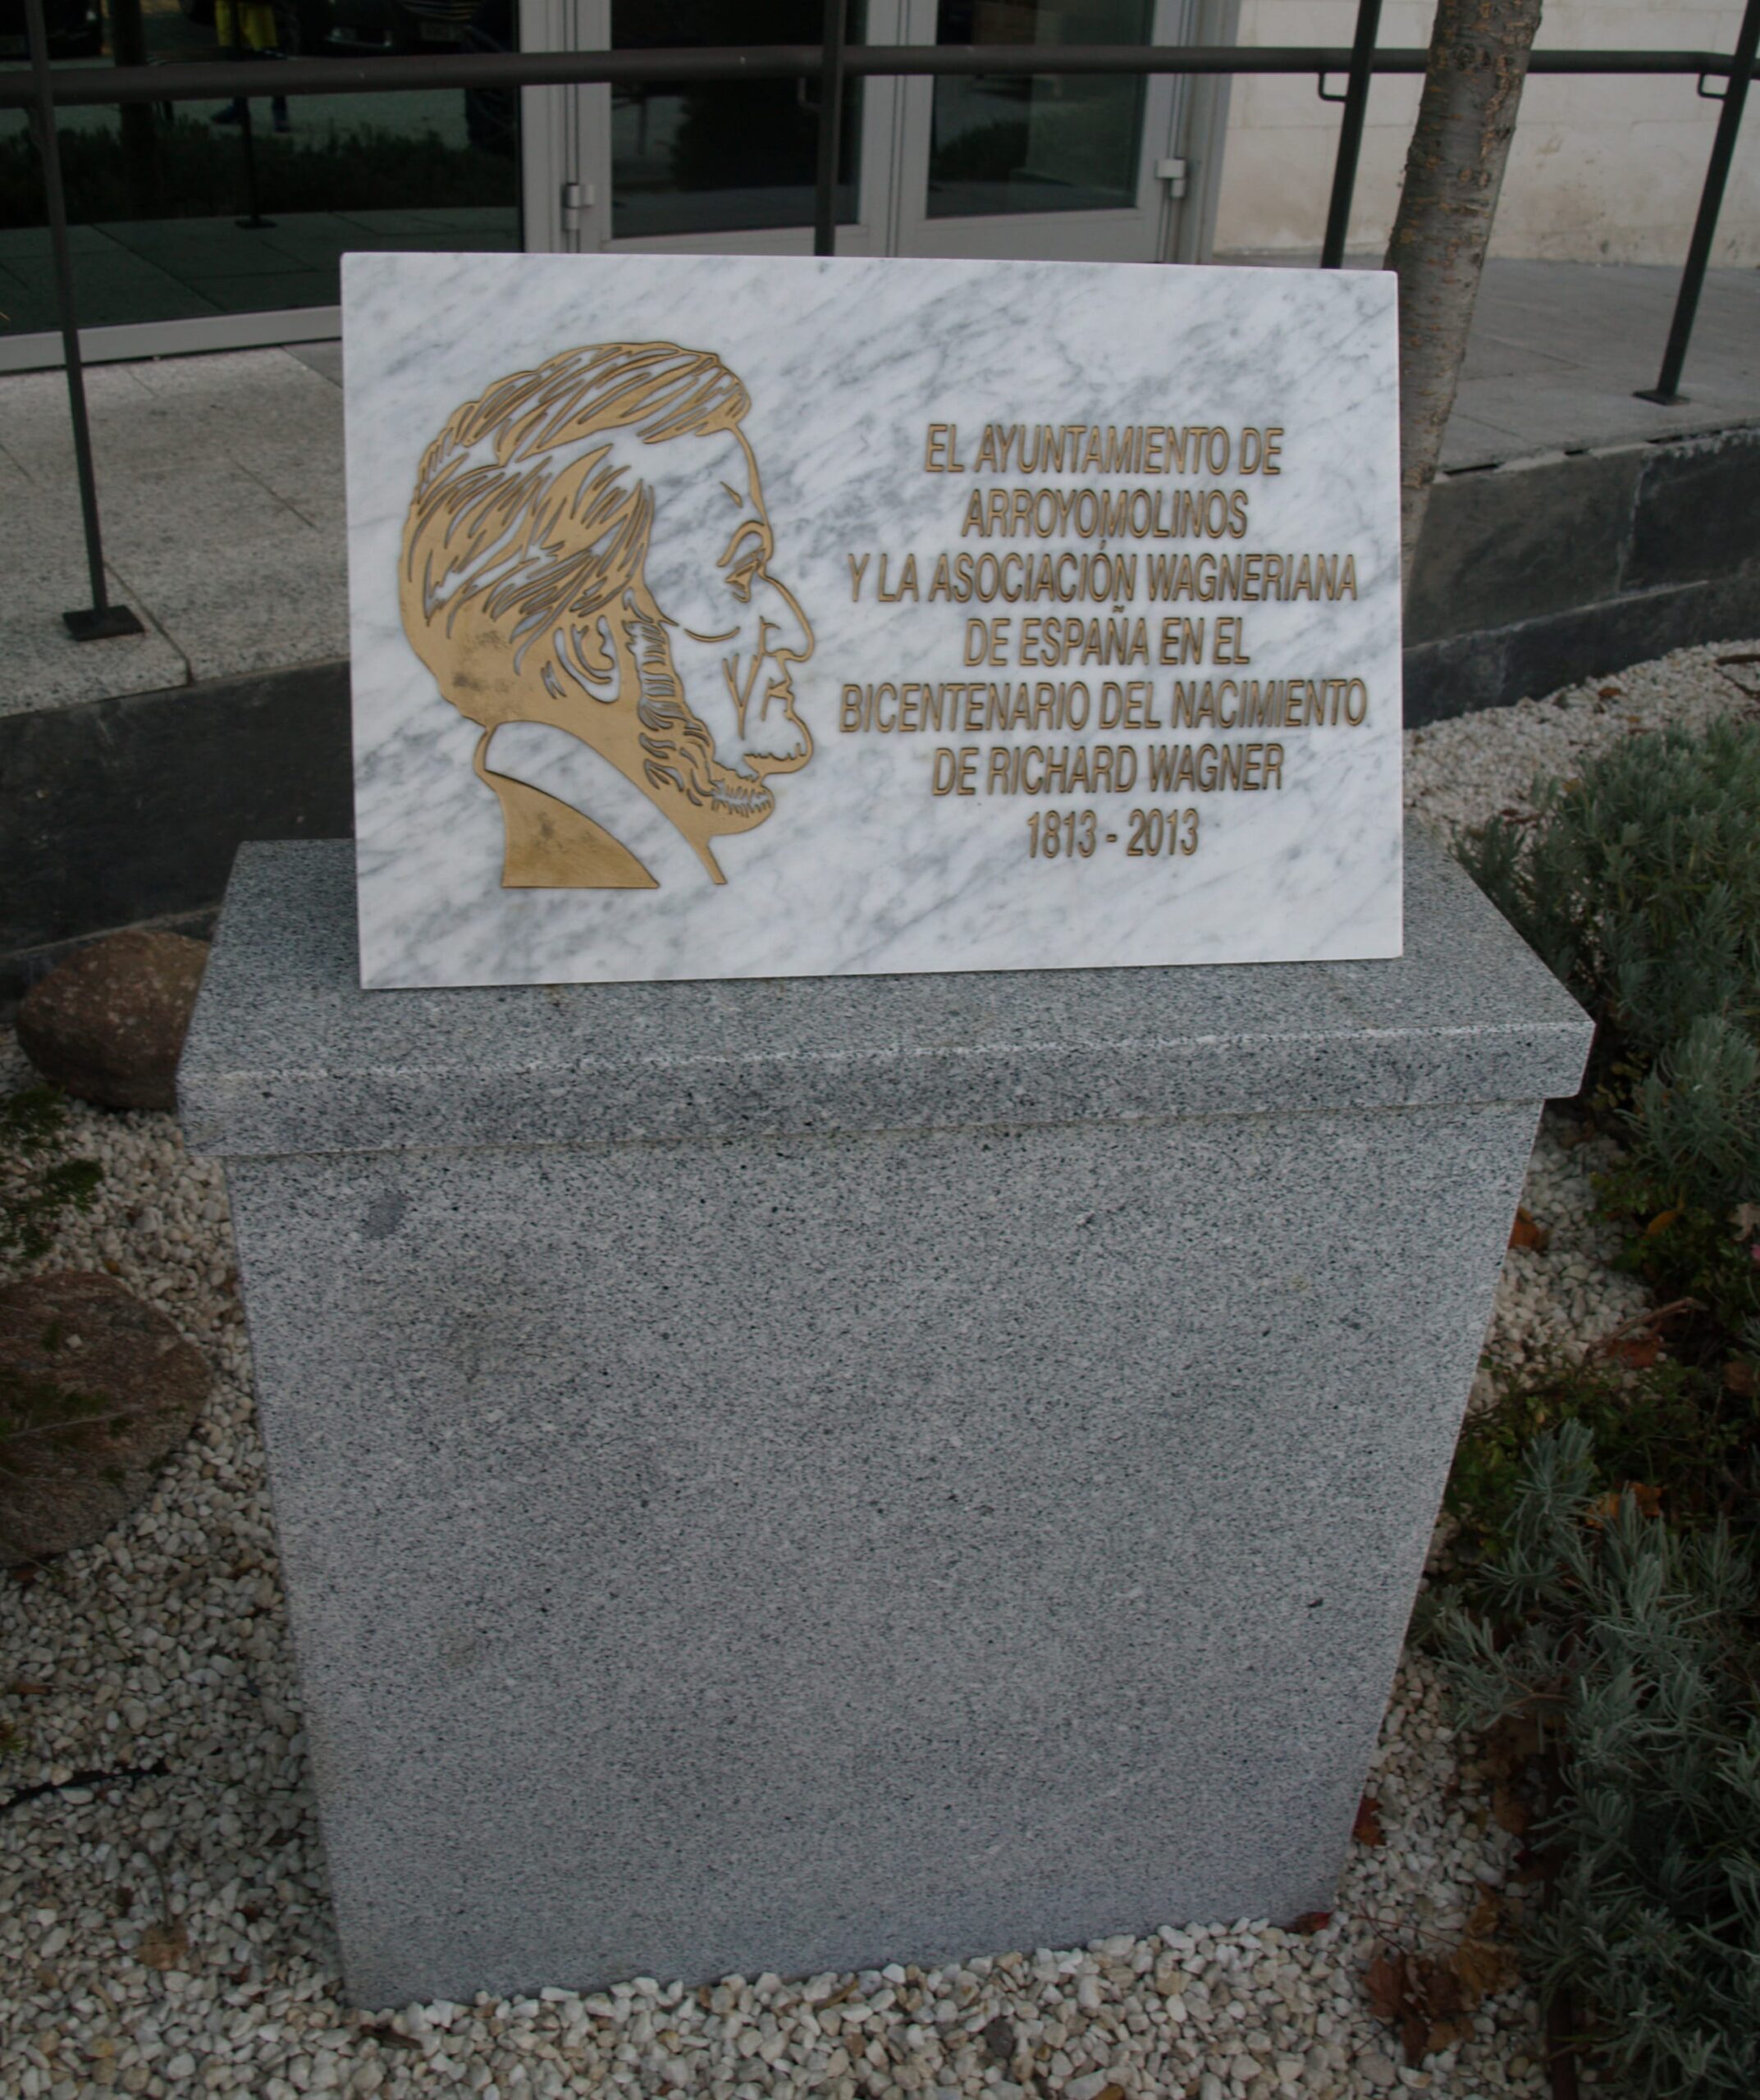 EL AYUNTAMIENTO DE
ARROYOMOLINOS
Y LA ASOCIACIÓN WAGNERIANA
DE ESPAÑA EN EL
BICENTENARIO DEL NACIMIENTO
DE RICHARD WAGNER
1813 - 2013